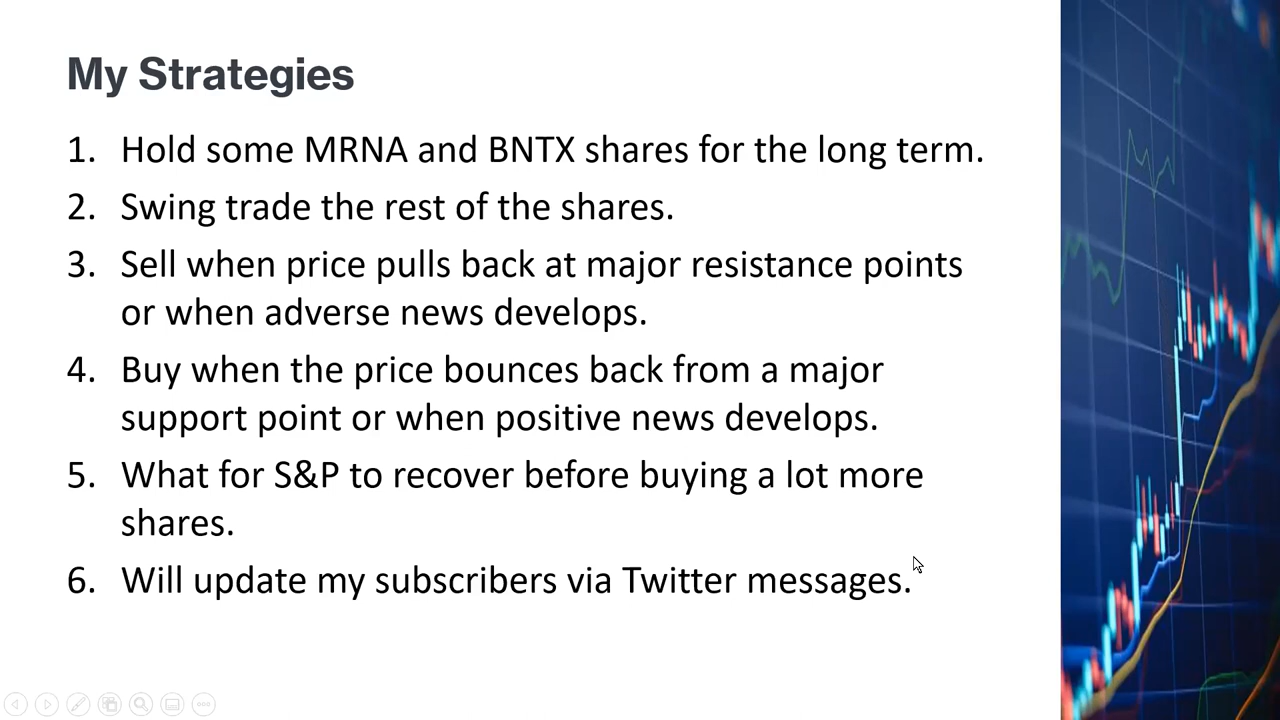 My Strategies
1. Hold some MRNA and BNTX shares for the long term.
2. Swing trade the rest of the shares.
3. Sell when price pulls back at major resistance points
or when adverse news develops.
4. Buy when the price bounces back from a major
support point or when positive news develops.
5. What for S&P to recover before buying a lot more
shares.
6. Will update my subscribers via Twitter messages.